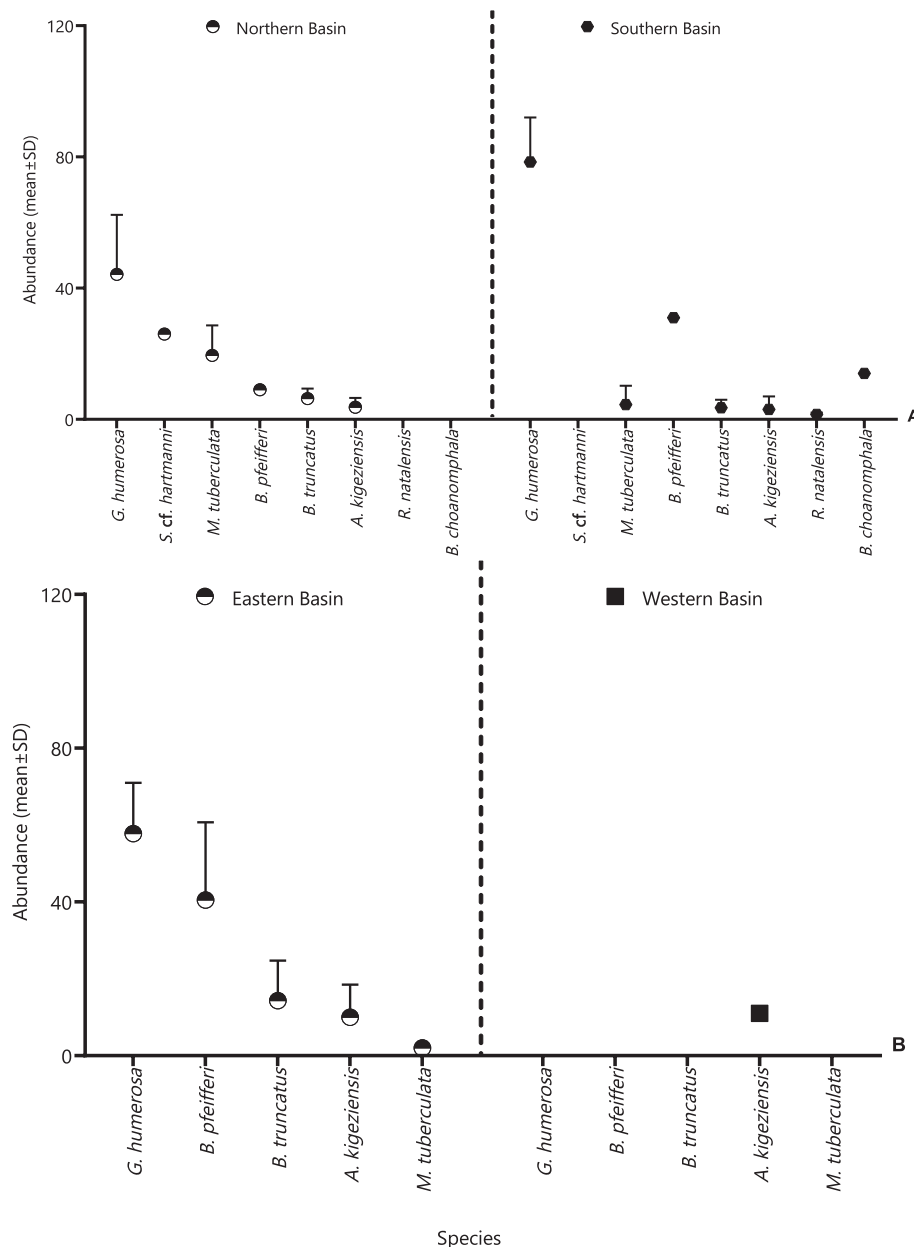 120
80
40
0
Abundance (mean±SD)
Northern Basin
Southern Basin
G. humerosa
S. cf. hartmanni
M. tuberculata
B. pfeifferi
B. truncatus
A. kigeziensis
R. natalensis
B. choanomphala
G. humerosa
S. cf. hartmanni
M. tuberculata
B. pfeifferi
B. truncatus
A. kigeziensis
R. natalensis
B. choanomphala
A
120
80
40
0
Abundance (mean±SD)
Eastern Basin
Western Basin
G. humerosa
B. pfeifferi
B. truncatus
A. kigeziensis
M. tuberculata
G. humerosa
B. pfeifferi
B. truncatus
A. kigeziensis
M. tuberculata
B
Species